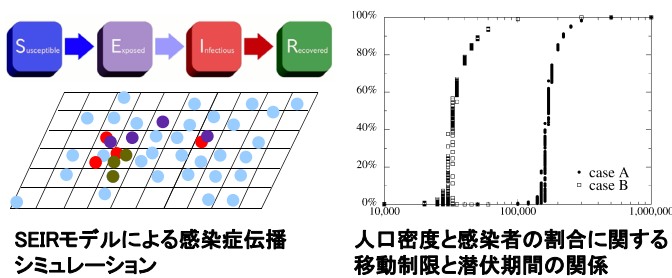 Susceptible
Exposed
Infectious
Recovered
SEIRモデルによる感染症伝播
シミュレーション
100%
80%
60%
40%
20%
0%
10,000
100,000
1,000,000
case A
case B
人口密度と感染者の割合に関する
移動制限と潜伏期間の関係